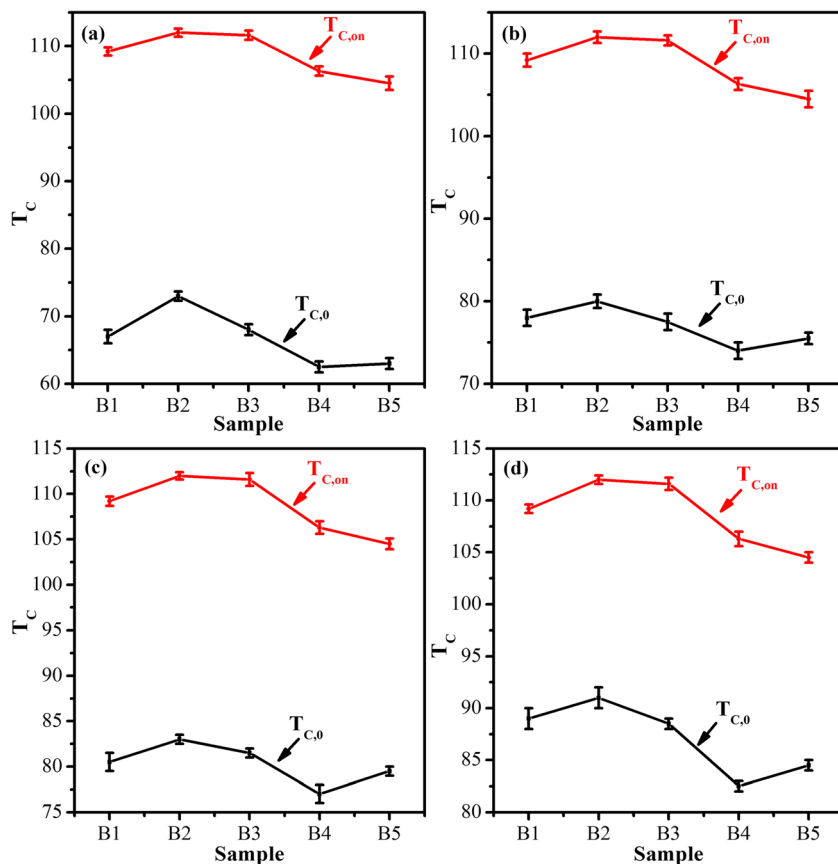 (a)
T_C,on
T_C,0
T_C
110
100
90
80
70
60
B1 B2 B3 B4 B5
Sample
(b)
T_C,on
T_C,0
T_C
110
100
90
80
70
B1 B2 B3 B4 B5
Sample
(c)
T_C,on
T_C,0
T_C
115
110
105
100
95
90
85
80
75
B1 B2 B3 B4 B5
Sample
(d)
T_C,on
T_C,0
T_C
115
110
105
100
95
90
85
80
B1 B2 B3 B4 B5
Sample